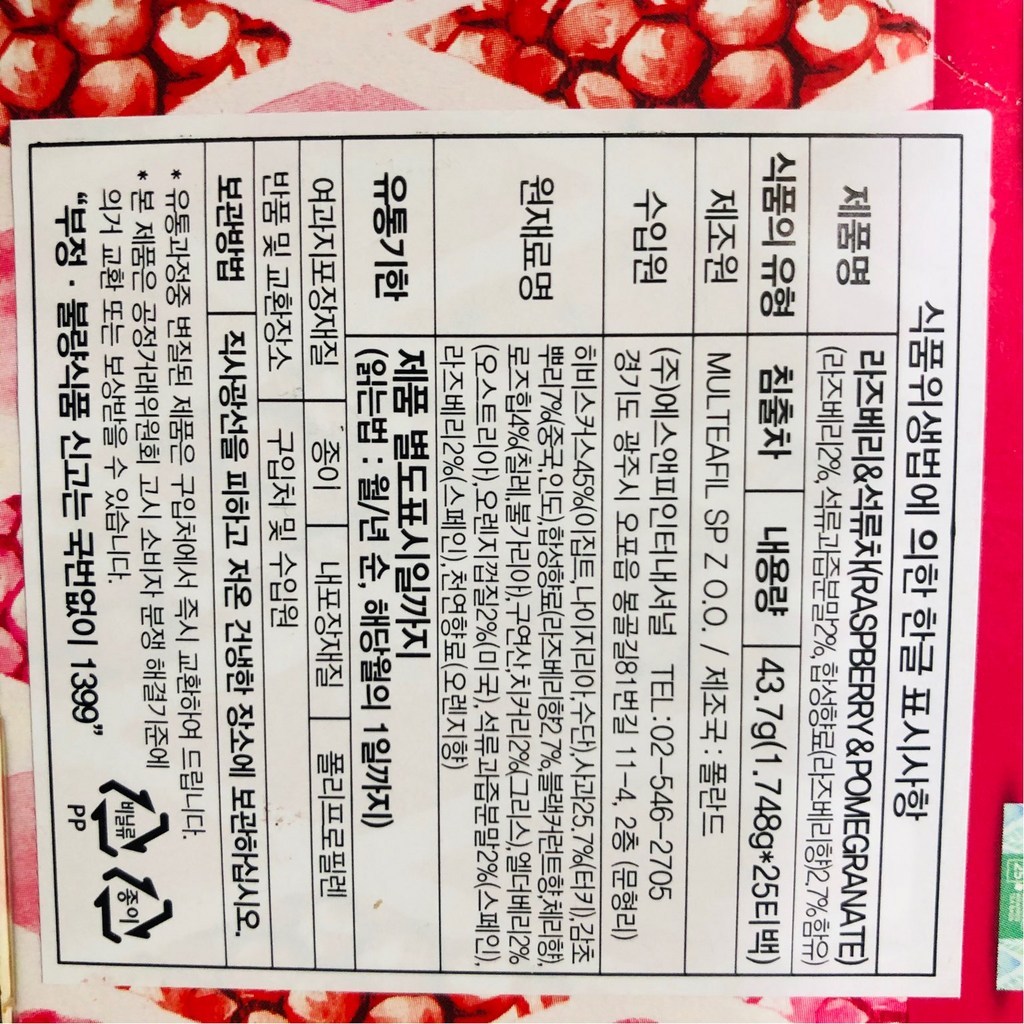 식품위생법에 의한 한글 표시사항
제품명
라즈베리&석류차(RASPBERRY&POMEGRANATE)
(라즈베리2%, 석류과즙분말2%, 합성향료(라즈베리향)2.7%함유)
식품의 유형
침출차
내용량
43.7g(1.748g*25티백)
제조원
MULTEAFIL SP Z O.O. / 제조국 : 폴란드
수입원
(주)에스앤피인터내셔널 TEL:02-546-2705
경기도 광주시 오포읍 봉골길81번길 11-4, 2층 (문형리)
원재료명
히비스커스45%(이집트, 나이지리아,수단),사과25.7%(터키),감초
뿌리7%(중국,인도),합성향료(라즈베리향2.7%,블랙커런트향,체리향),
로즈힙4%(칠레,불가리아),구연산,치커리2%(그리스),엘더베리2%
(오스트리아),오렌지껍질2%(미국),석류과즙분말2%(스페인),
라즈베리2%(스페인),천연향료(오렌지향)
유통기한
제품 별도표시일까지
(읽는법 : 월/년 순, 해당월의 1일까지)
여과지포장재질
종이
내포장재질
폴리프로필렌
반품 및 교환장소
구입처 및 수입원
보관방법
직사광선을 피하고 저온 건냉한 장소에 보관하십시오.
* 유통과정중 변질된 제품은 구입처에서 즉시 교환하여 드립니다.
* 본 제품은 공정거래위원회 고시 소비자 분쟁 해결기준에
의거 교환 또는 보상받을 수 있습니다.
“부정 · 불량식품 신고는 국번없이 1399”
비닐류
PP
종이